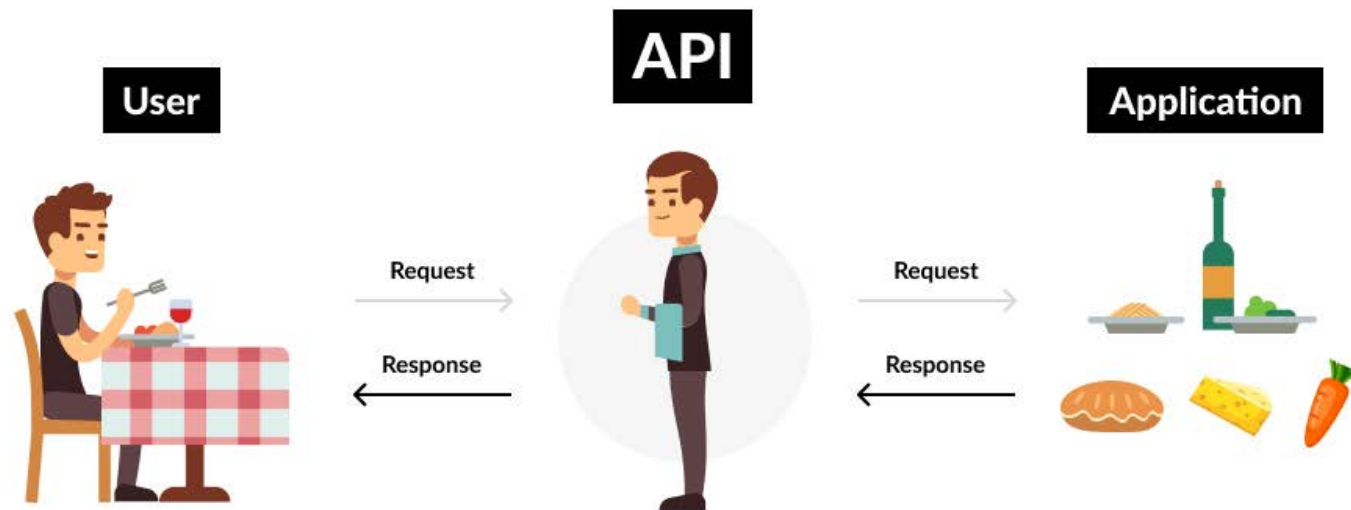 API
User
Application
Request
Request
Response
Response